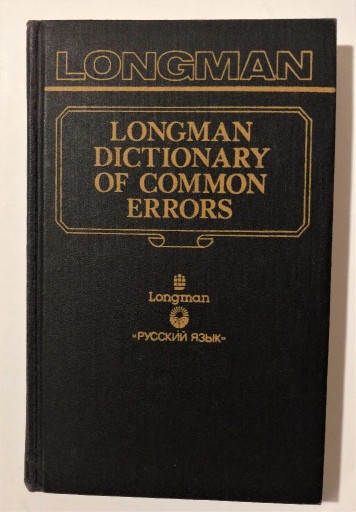 LONGMAN
LONGMAN
DICTIONARY
OF COMMON
ERRORS
Longman
«РУССКИЙ ЯЗЫК»